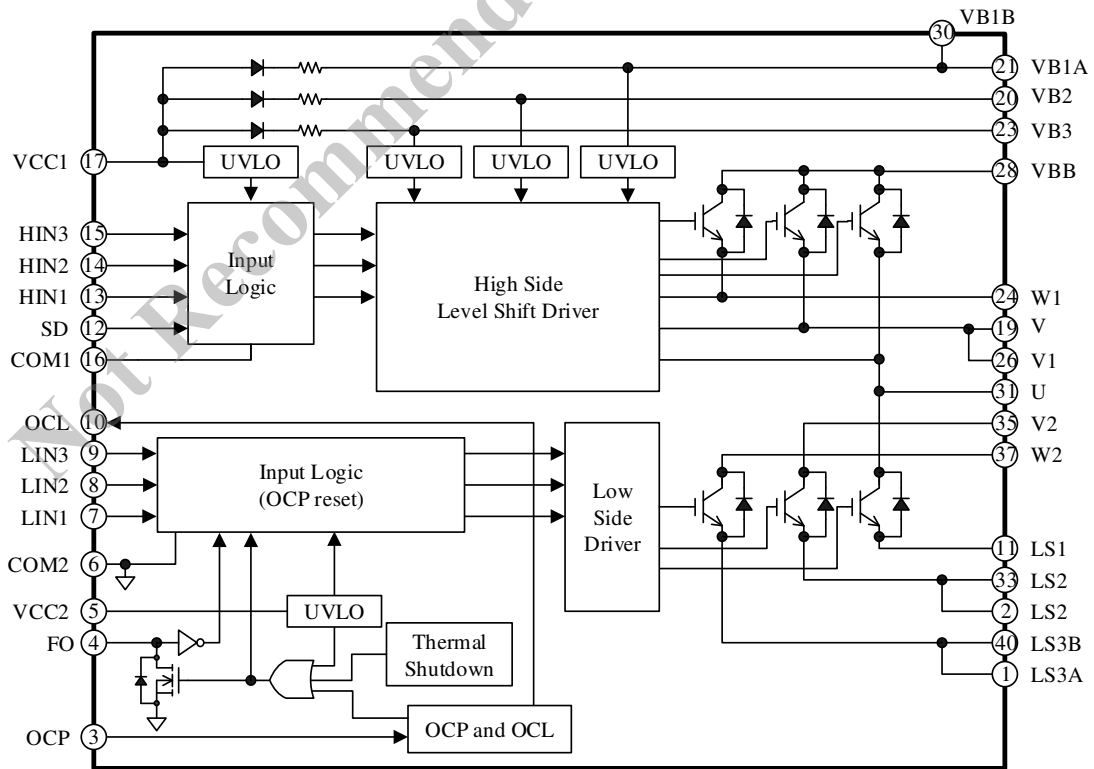 VB1B
30
21 VB1A
20 VB2
23 VB3
VCC1 17
UVLO
UVLO
UVLO
UVLO
28 VBB
HIN3 15
HIN2 14
HIN1 13
SD 12
COM1 16
Input
Logic
High Side
Level Shift Driver
24 W1
19 V
26 V1
31 U
35 V2
37 W2
OCL 10
LIN3 9
LIN2 8
LIN1 7
COM2 6
VCC2 5
FO 4
OCP 3
Input Logic
(OCP reset)
Low
Side
Driver
UVLO
Thermal
Shutdown
OCP and OCL
11 LS1
33 LS2
2 LS2
40 LS3B
1 LS3A
Not Recommend